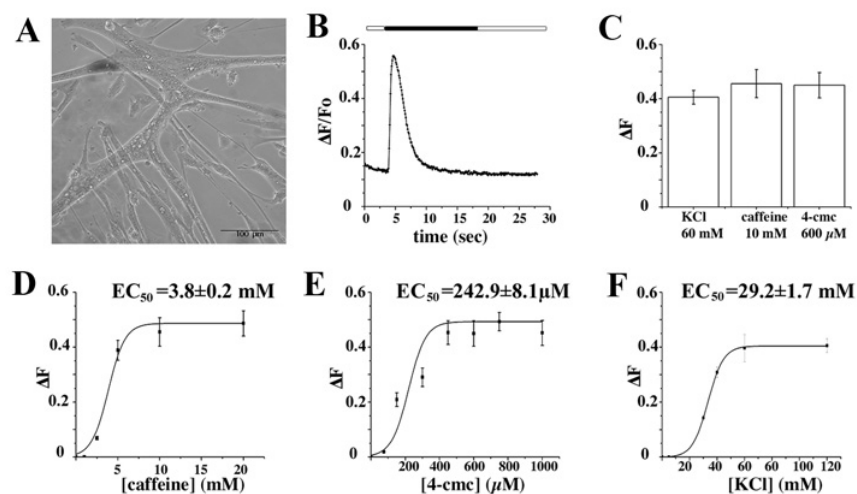 A
100 µm
B
0.6
0.4
0.2
0
ΔF/Fo
0 5 10 15 20 25 30
time (sec)
C
0.6
0.4
0.2
0
ΔF
KCl caffeine 4-cmc
60 mM 10 mM 600 µM
D
EC50 =3.8±0.2 mM
0.6
0.4
0.2
0
ΔF
5 10 15 20
[caffeine] (mM)
E
EC50=242.9±8.1µM
0.6
0.4
0.2
0
ΔF
200 400 600 800 1000
[4-cmc] (µM)
F
EC50=29.2±1.7 mM
0.6
0.4
0.2
0
ΔF
20 40 60 80 100 120
[KCl] (mM)